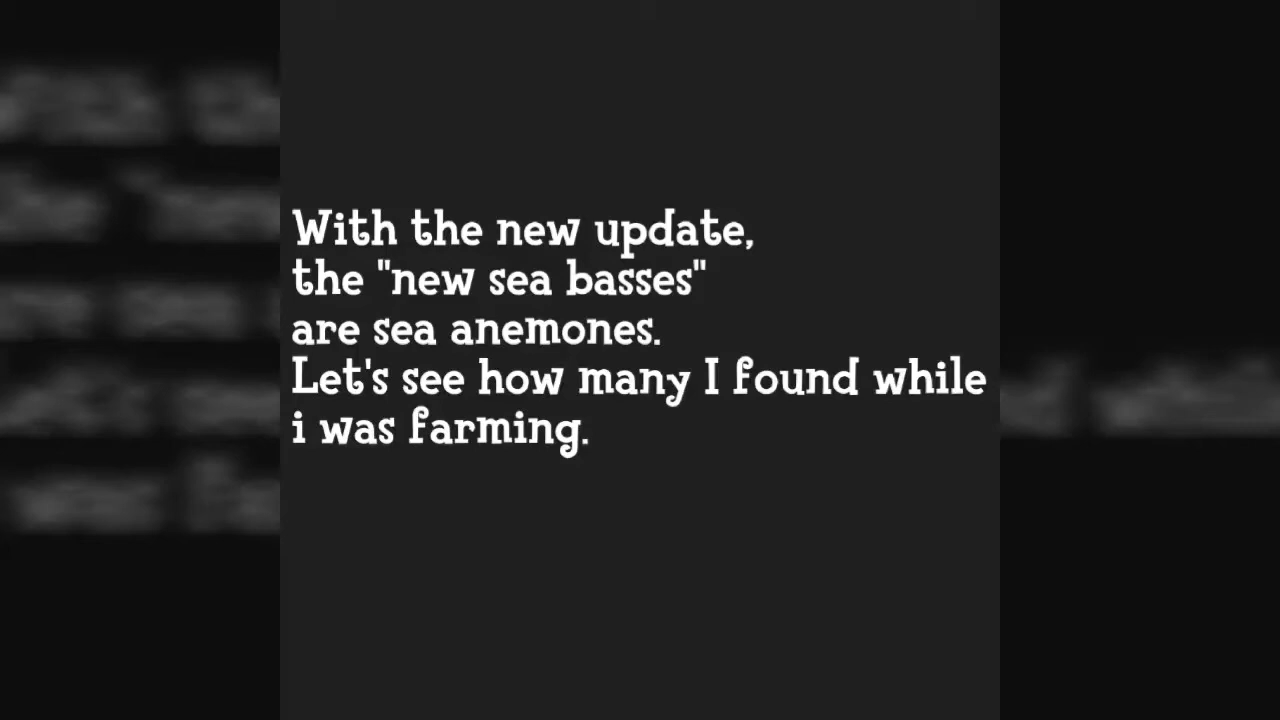 With the new update,
the "new sea basses"
are sea anemones.
Let's see how many I found while
i was farming.